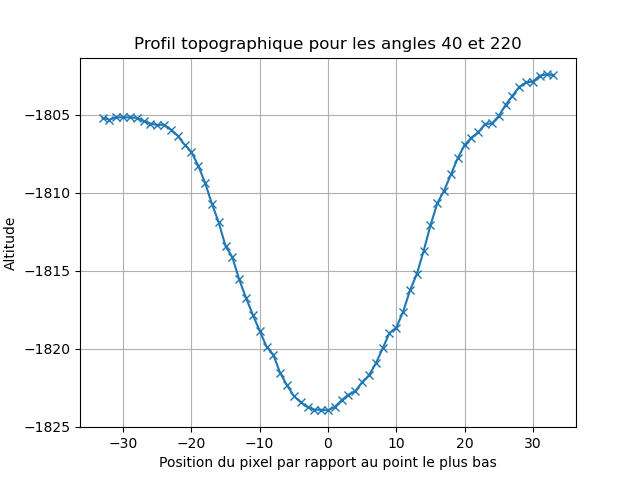 Profil topographique pour les angles 40 et 220
−1805
−1810
−1815
−1820
−1825
Altitude
−30 −20 −10 0 10 20 30
Position du pixel par rapport au point le plus bas